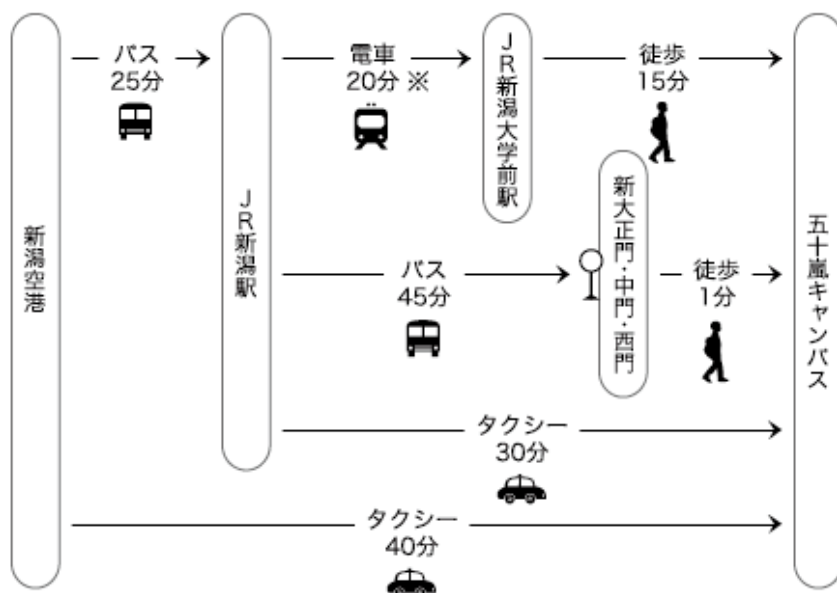 新潟空港
バス
25分
JR新潟駅
電車
20分 ※
JR新潟大学前駅
徒歩
15分
バス
45分
新大正門・中門・西門
徒歩
1分
タクシー
30分
タクシー
40分
五十嵐キャンパス